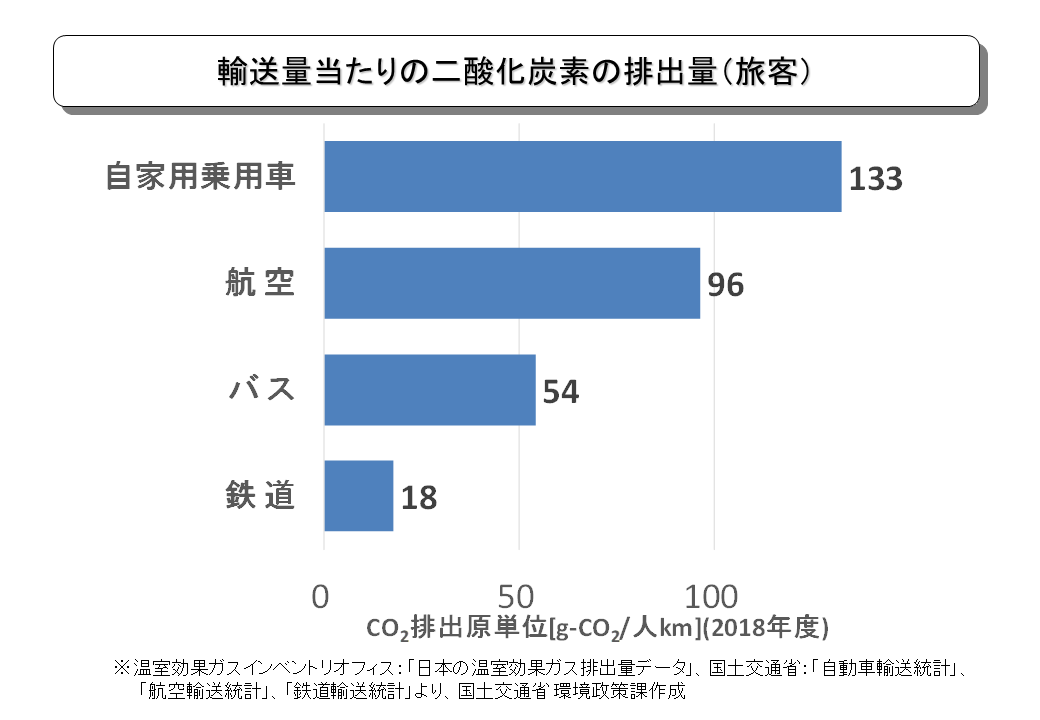 輸送量当たりの二酸化炭素の排出量（旅客）
自家用乗用車 133
航空 96
バス 54
鉄道 18
0 50 100
CO₂排出原単位[g-CO₂/人km](2018年度)
※温室効果ガスインベントリオフィス：「日本の温室効果ガス排出量データ」、国土交通省：「自動車輸送統計」、
「航空輸送統計」、「鉄道輸送統計」より、国土交通省 環境政策課作成